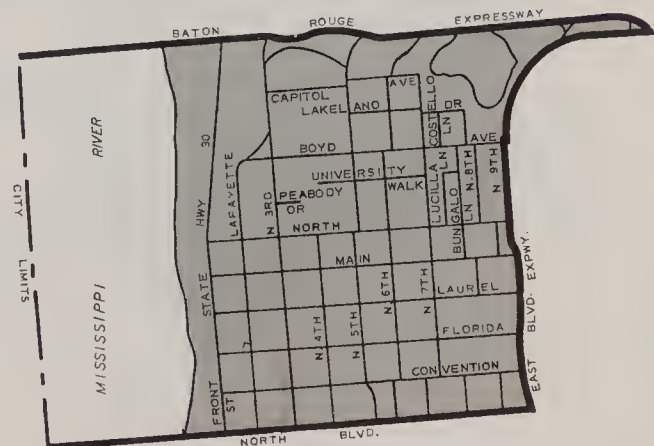 BATON ROUGE EXPRESSWAY
CAPITOL AVE
LAKELAND DR
COSTELLO
LN
BOYD AVE
UNIVERSITY WALK
PEABODY
DR
NORTH
MAIN
LAUREL
FLORIDA
CONVENTION
NORTH BLVD.
CITY LIMITS
MISSISSIPPI RIVER
STATE HWY 30
FRONT ST
LAFAYETTE
N 3RD
N. 4TH
N 5TH
N. 6TH
N 7TH
LUCILLA LN
BUNGALO LN
N. 8TH
N 9TH
EAST BLVD. EXPWY.